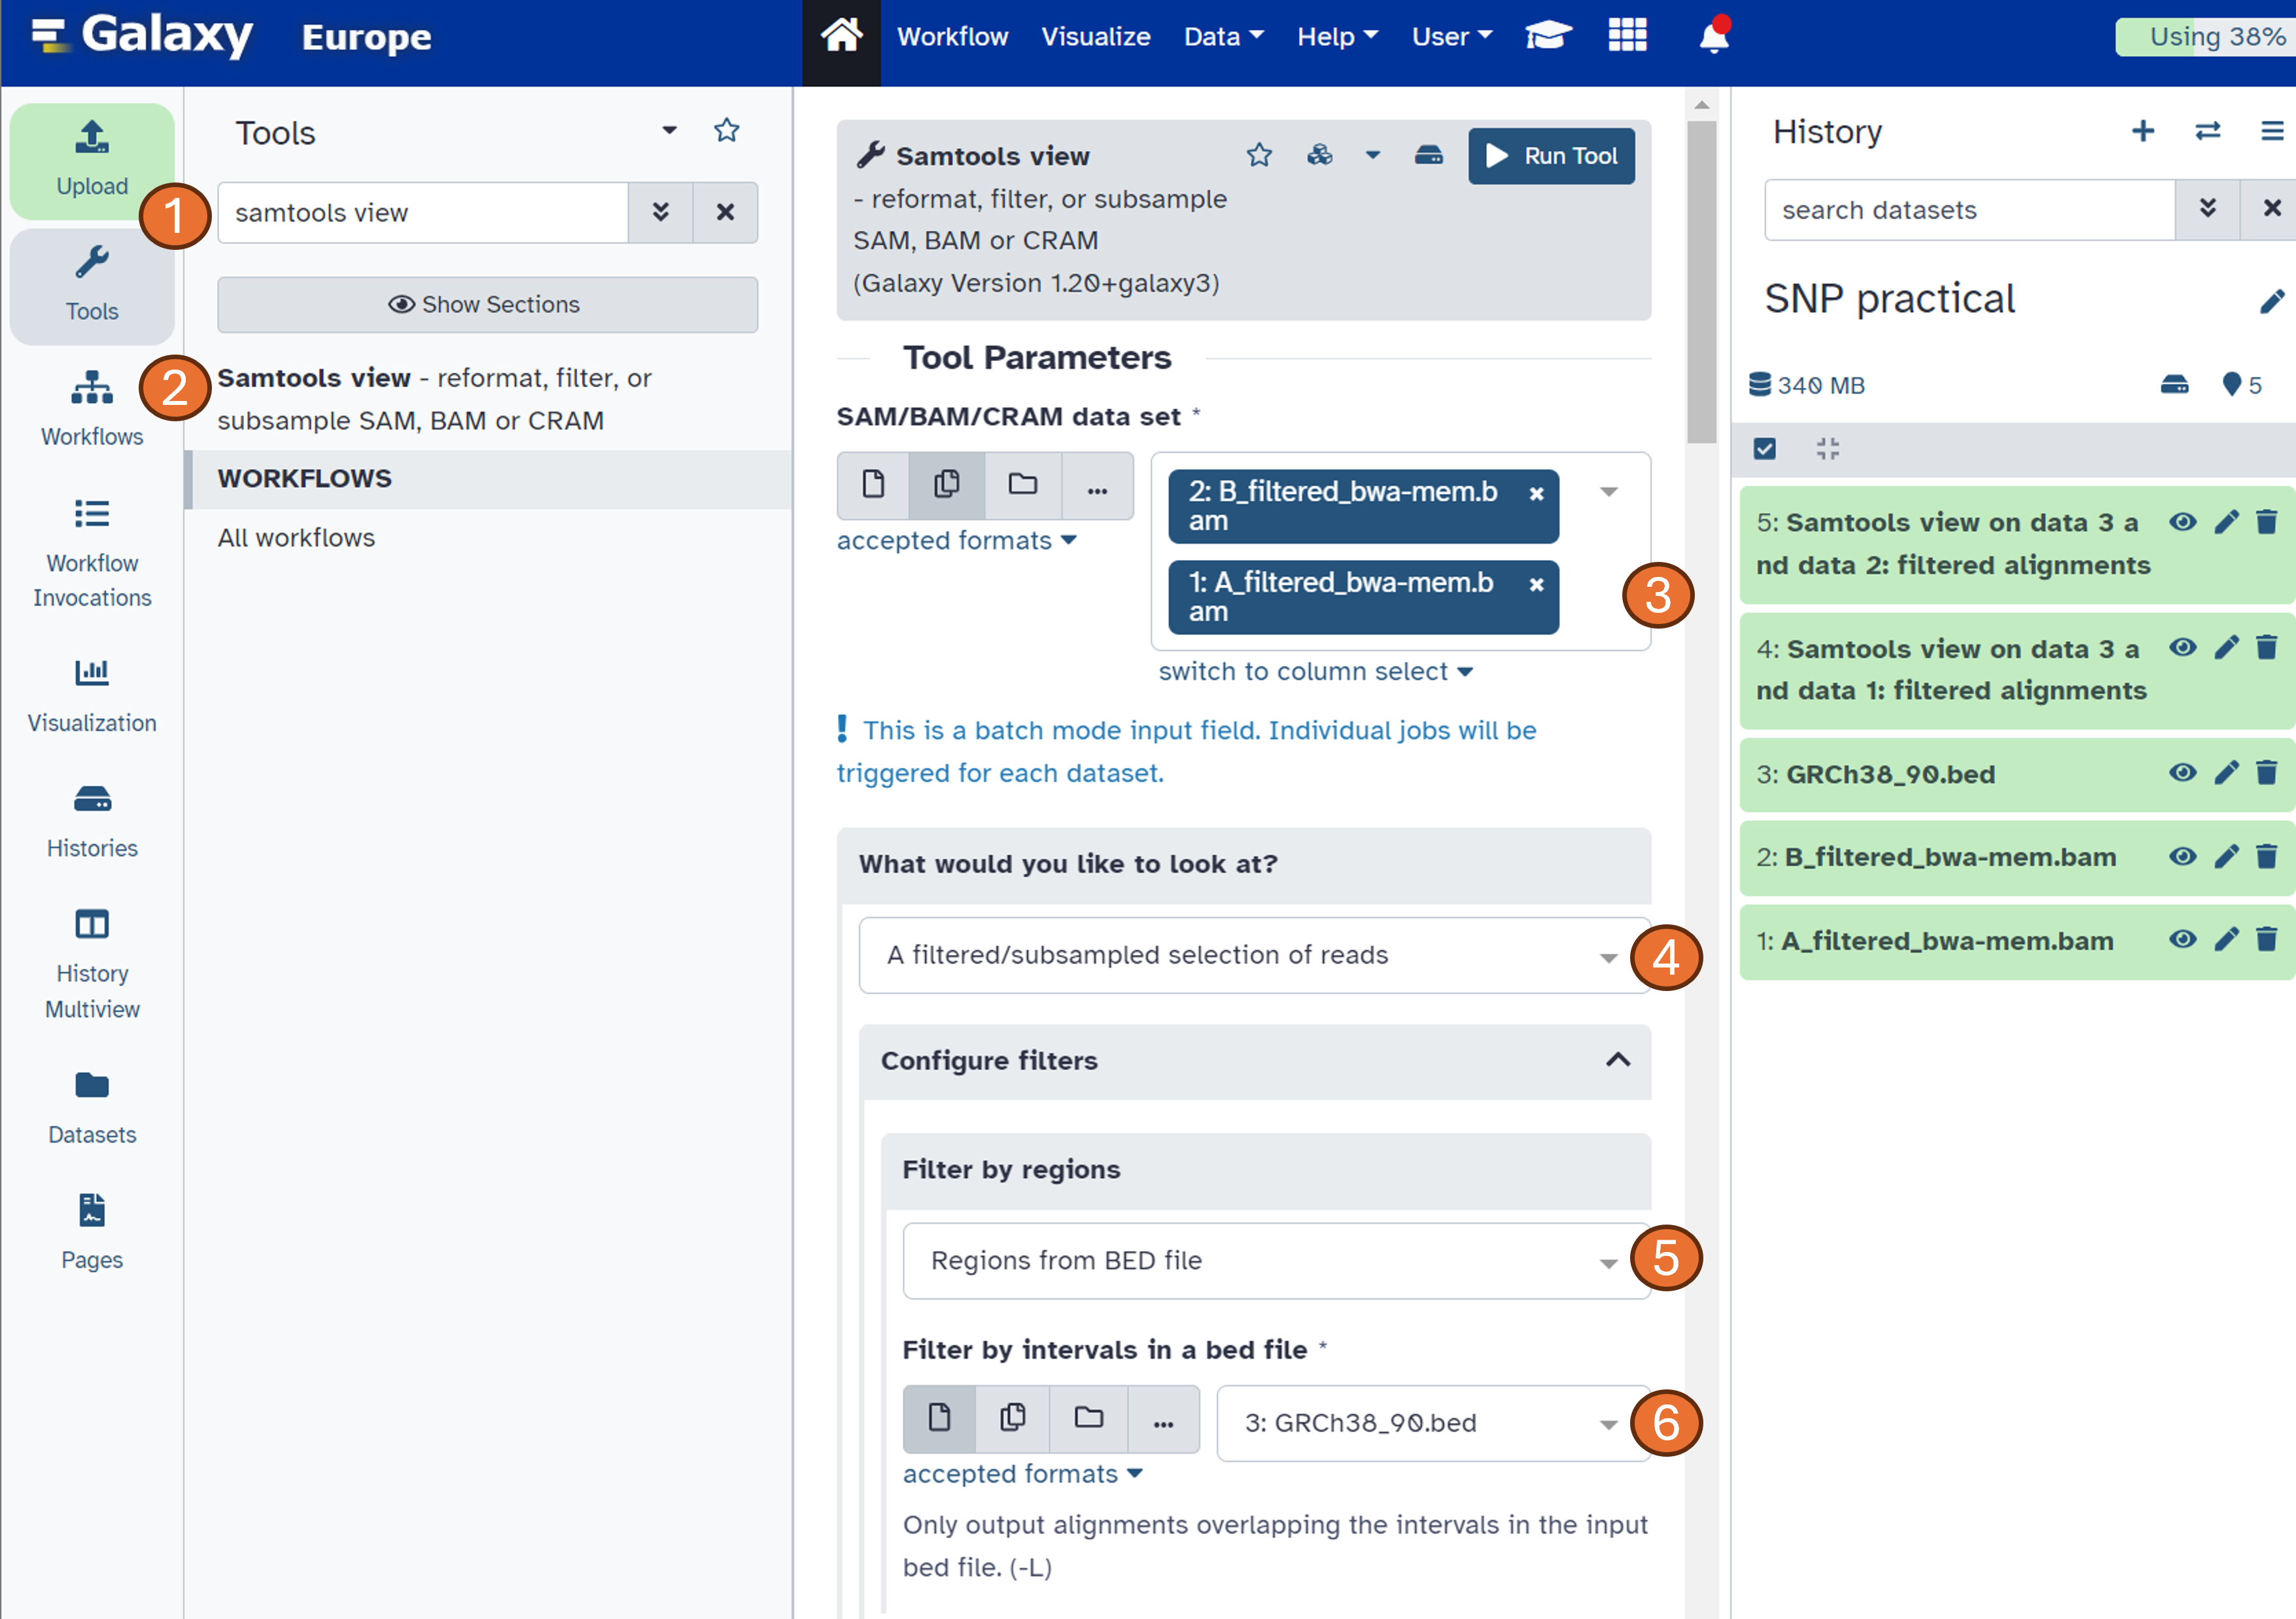 Galaxy Europe
Workflow Visualize Data Help User
Using 38%
Upload
Tools
Workflows
Workflow
Invocations
Visualization
Histories
History
Multiview
Datasets
Pages
Tools
1
samtools view
Show Sections
2
Samtools view - reformat, filter, or
subsample SAM, BAM or CRAM
WORKFLOWS
All workflows
Samtools view
Run Tool
- reformat, filter, or subsample
SAM, BAM or CRAM
(Galaxy Version 1.20+galaxy3)
Tool Parameters
SAM/BAM/CRAM data set *
...
accepted formats
2: B_filtered_bwa-mem.b
am
1: A_filtered_bwa-mem.b
am
3
switch to column select
! This is a batch mode input field. Individual jobs will be
triggered for each dataset.
What would you like to look at?
A filtered/subsampled selection of reads
4
Configure filters
Filter by regions
Regions from BED file
5
Filter by intervals in a bed file *
...
3: GRCh38_90.bed
6
accepted formats
Only output alignments overlapping the intervals in the input
bed file. (-L)
History
search datasets
SNP practical
340 MB
5
5: Samtools view on data 3 a
nd data 2: filtered alignments
4: Samtools view on data 3 a
nd data 1: filtered alignments
3: GRCh38_90.bed
2: B_filtered_bwa-mem.bam
1: A_filtered_bwa-mem.bam